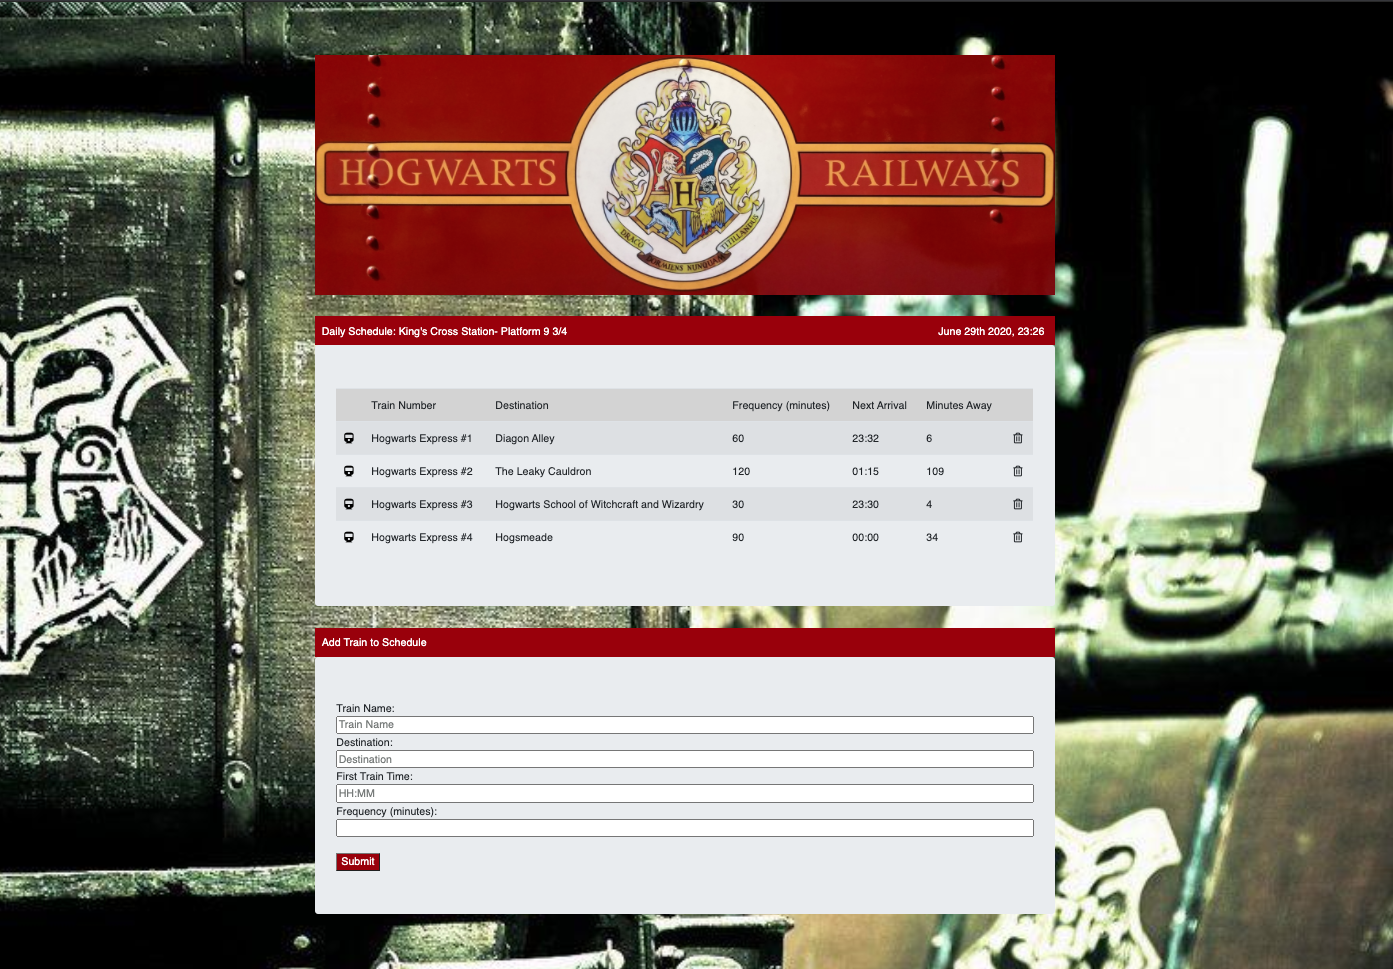 HOGWARTS RAILWAYS
DRACO DORMIENS NUNQUAM TITILLANDUS
H
Daily Schedule: King's Cross Station- Platform 9 3/4 June 29th 2020, 23:26
Train Number Destination Frequency (minutes) Next Arrival Minutes Away
Hogwarts Express #1 Diagon Alley 60 23:32 6
Hogwarts Express #2 The Leaky Cauldron 120 01:15 109
Hogwarts Express #3 Hogwarts School of Witchcraft and Wizardry 30 23:30 4
Hogwarts Express #4 Hogsmeade 90 00:00 34
Add Train to Schedule
Train Name:
Train Name
Destination:
Destination
First Train Time:
HH:MM
Frequency (minutes):
Submit
H